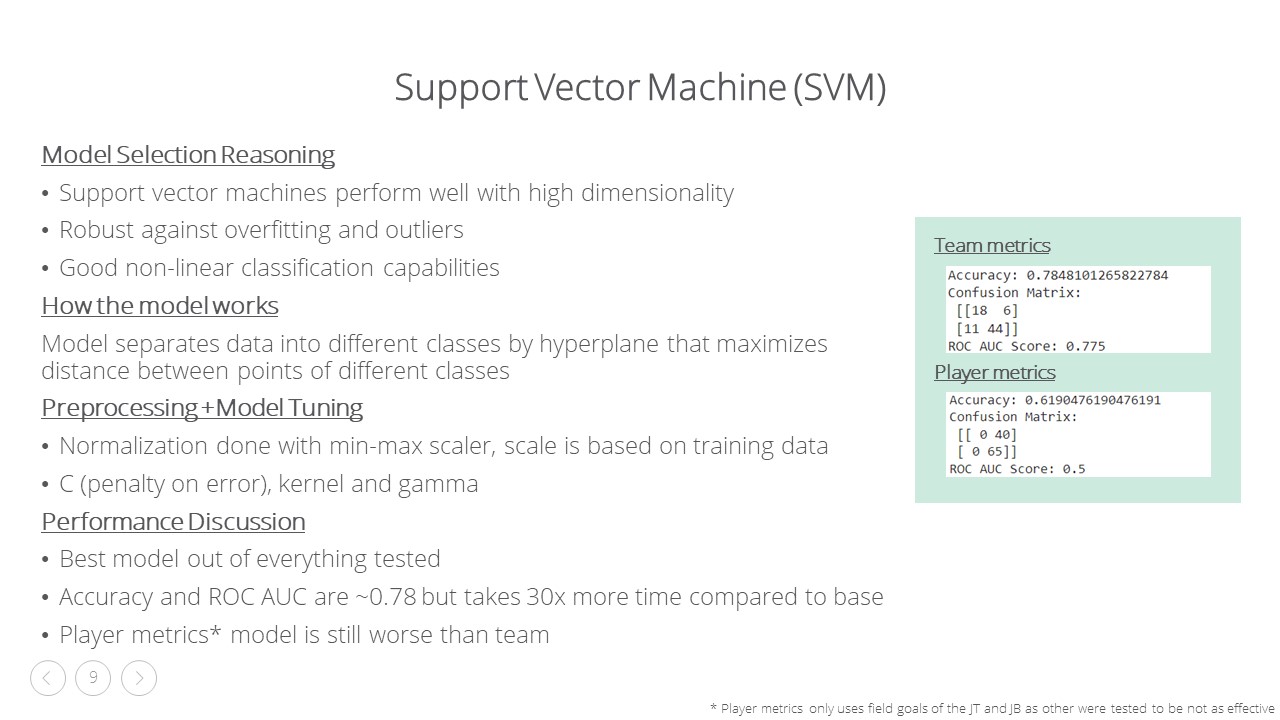 Support Vector Machine (SVM)
Model Selection Reasoning
• Support vector machines perform well with high dimensionality
• Robust against overfitting and outliers
• Good non-linear classification capabilities
How the model works
Model separates data into different classes by hyperplane that maximizes
distance between points of different classes
Preprocessing + Model Tuning
• Normalization done with min-max scaler, scale is based on training data
• C (penalty on error), kernel and gamma
Performance Discussion
• Best model out of everything tested
• Accuracy and ROC AUC are ~0.78 but takes 30x more time compared to base
• Player metrics* model is still worse than team
Team metrics
Accuracy: 0.7848101265822784
Confusion Matrix:
[[18  6]
[11 44]]
ROC AUC Score: 0.775
Player metrics
Accuracy: 0.6190476190476191
Confusion Matrix:
[[ 0 40]
[ 0 65]]
ROC AUC Score: 0.5
9
* Player metrics only uses field goals of the JT and JB as other were tested to be not as effective